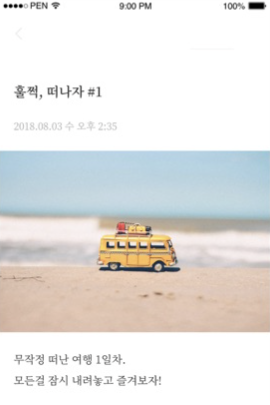 PEN 9:00 PM 100%
훌쩍, 떠나자 #1
2018.08.03 수 오후 2:35
무작정 떠난 여행 1일차.
모든걸 잠시 내려놓고 즐겨보자!